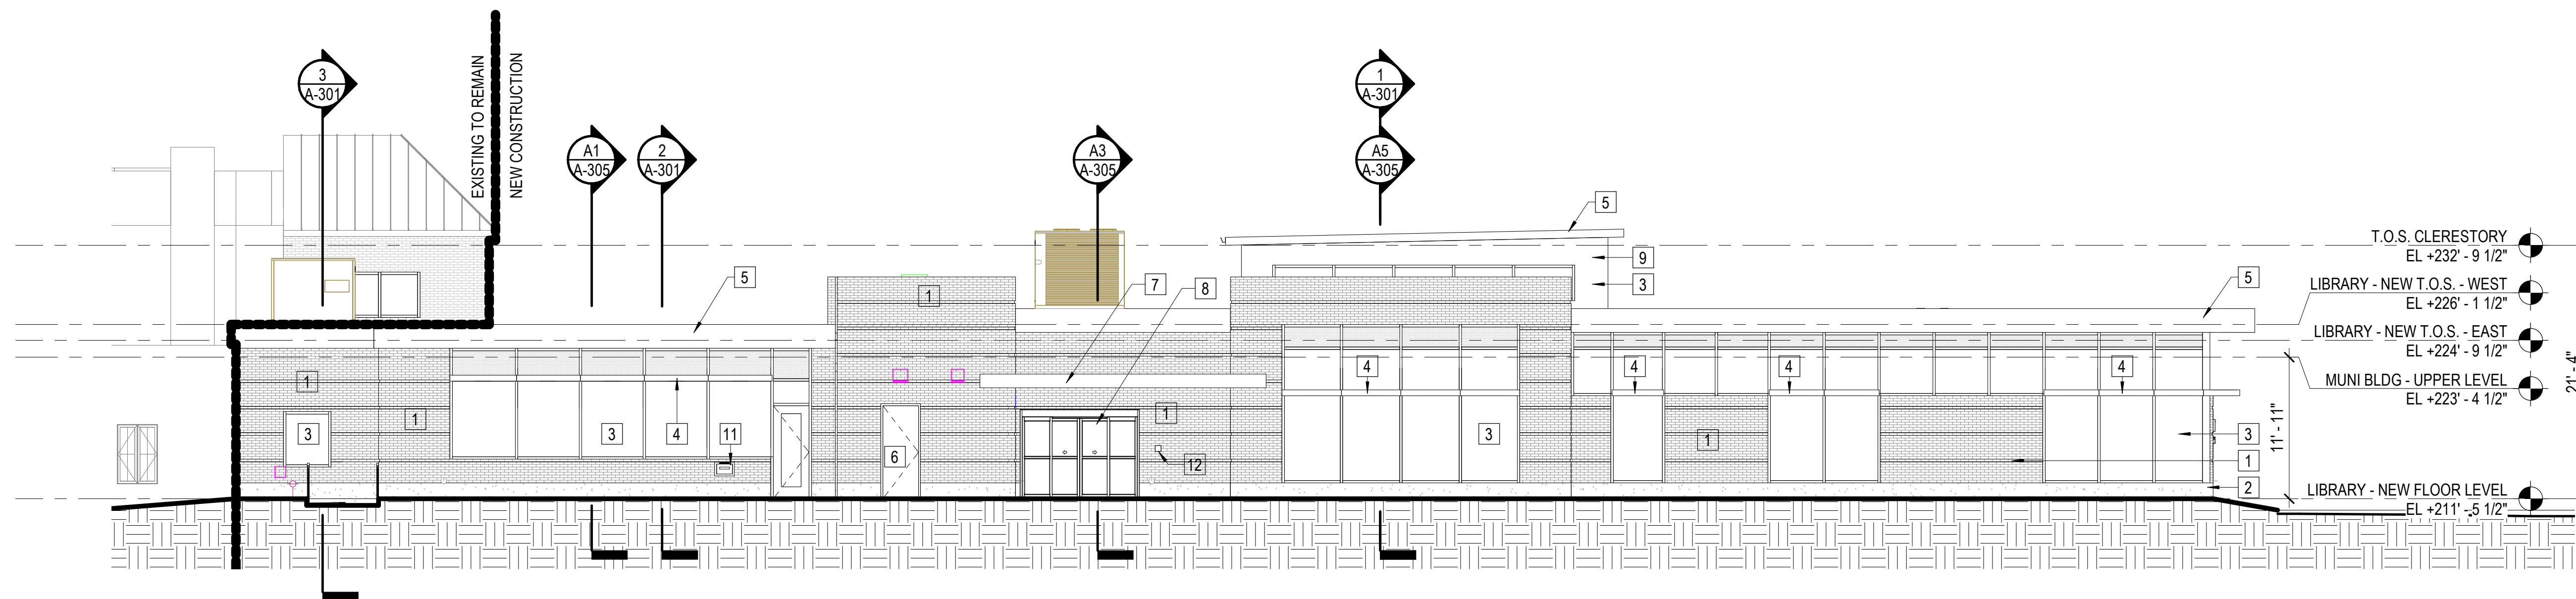 EXISTING TO REMAIN
NEW CONSTRUCTION
3
A-301
A1
A-305
2
A-301
A3
A-305
1
A-301
A5
A-305
5
9
3
5
7
8
1
5
T.O.S. CLERESTORY
EL +232' - 9 1/2"
LIBRARY - NEW T.O.S. - WEST
EL +226' - 1 1/2"
LIBRARY - NEW T.O.S. - EAST
EL +224' - 9 1/2"
MUNI BLDG - UPPER LEVEL
EL +223' - 4 1/2"
LIBRARY - NEW FLOOR LEVEL
EL +211' - 5 1/2"
21' - 4"
11' - 11"
4
4
4
4
1
1
1
3
3
4
11
6
12
3
1
3
1
2